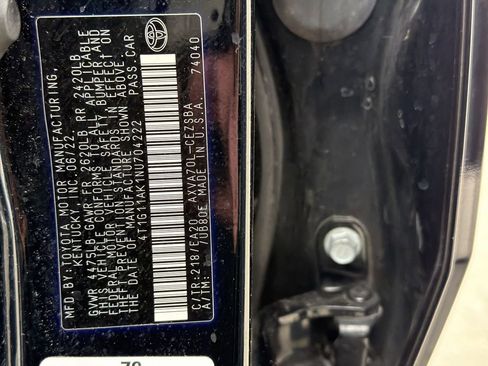 MFD. BY: TOYOTA MOTOR MANUFACTURING,
KENTUCKY, INC. 06/22
GVWR 4475LB GAWR FR 2620LB RR 2420LB
THIS VEHICLE CONFORMS TO ALL APPLICABLE
FEDERAL MOTOR VEHICLE SAFETY, BUMPER, AND
THEFT PREVENTION STANDARDS IN EFFECT ON
THE DATE OF MANUFACTURE SHOWN ABOVE.
4T1G11AK1NU704222 PASS. CAR
C/TR: 218/EA20 AXVA70L-CEZSBA
A/TM: /UB80E MADE IN U.S.A. 74040